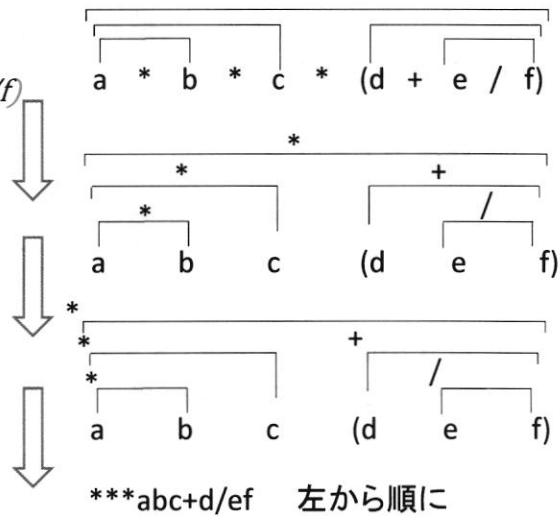 a * b * c * (d + e / f)
/f)
*
* +
* /
a b c (d e f)
*
* +
* /
a b c (d e f)
***abc+d/ef 左から順に